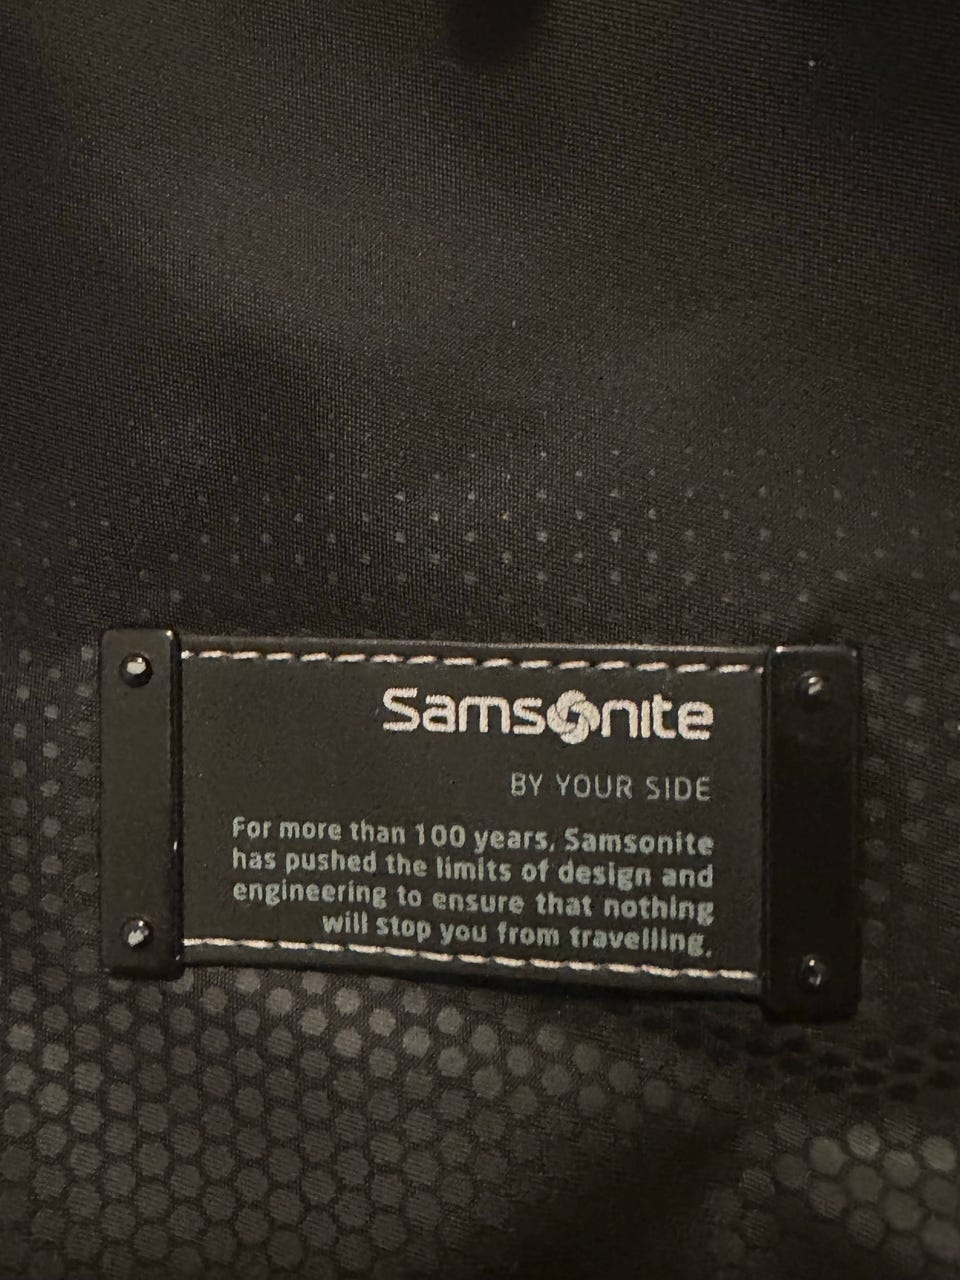 Samsonite
BY YOUR SIDE
For more than 100 years, Samsonite
has pushed the limits of design and
engineering to ensure that nothing
will stop you from travelling.